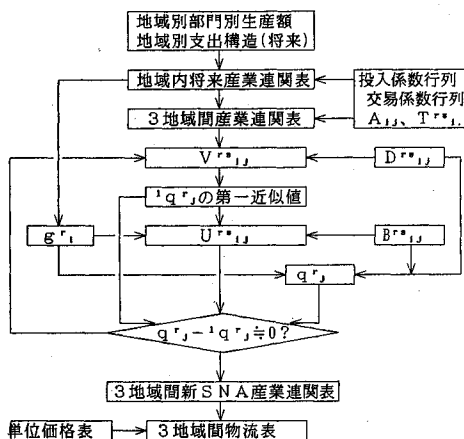 地域別部門別生産額
地域別支出構造(将来)
地域内将来産業連関表
投入係数行列
交易係数行列
Aᵢⱼ、Tʳˢᵢ.
3地域間産業連関表
Vʳˢᵢⱼ
Dʳˢᵢⱼ
¹qʳⱼの第一近似値
gʳᵢ
Uʳˢᵢⱼ
Bʳˢᵢⱼ
qʳⱼ
qʳⱼ－¹qʳⱼ≒0?
3地域間新SNA産業連関表
単位価格表
3地域間物流表